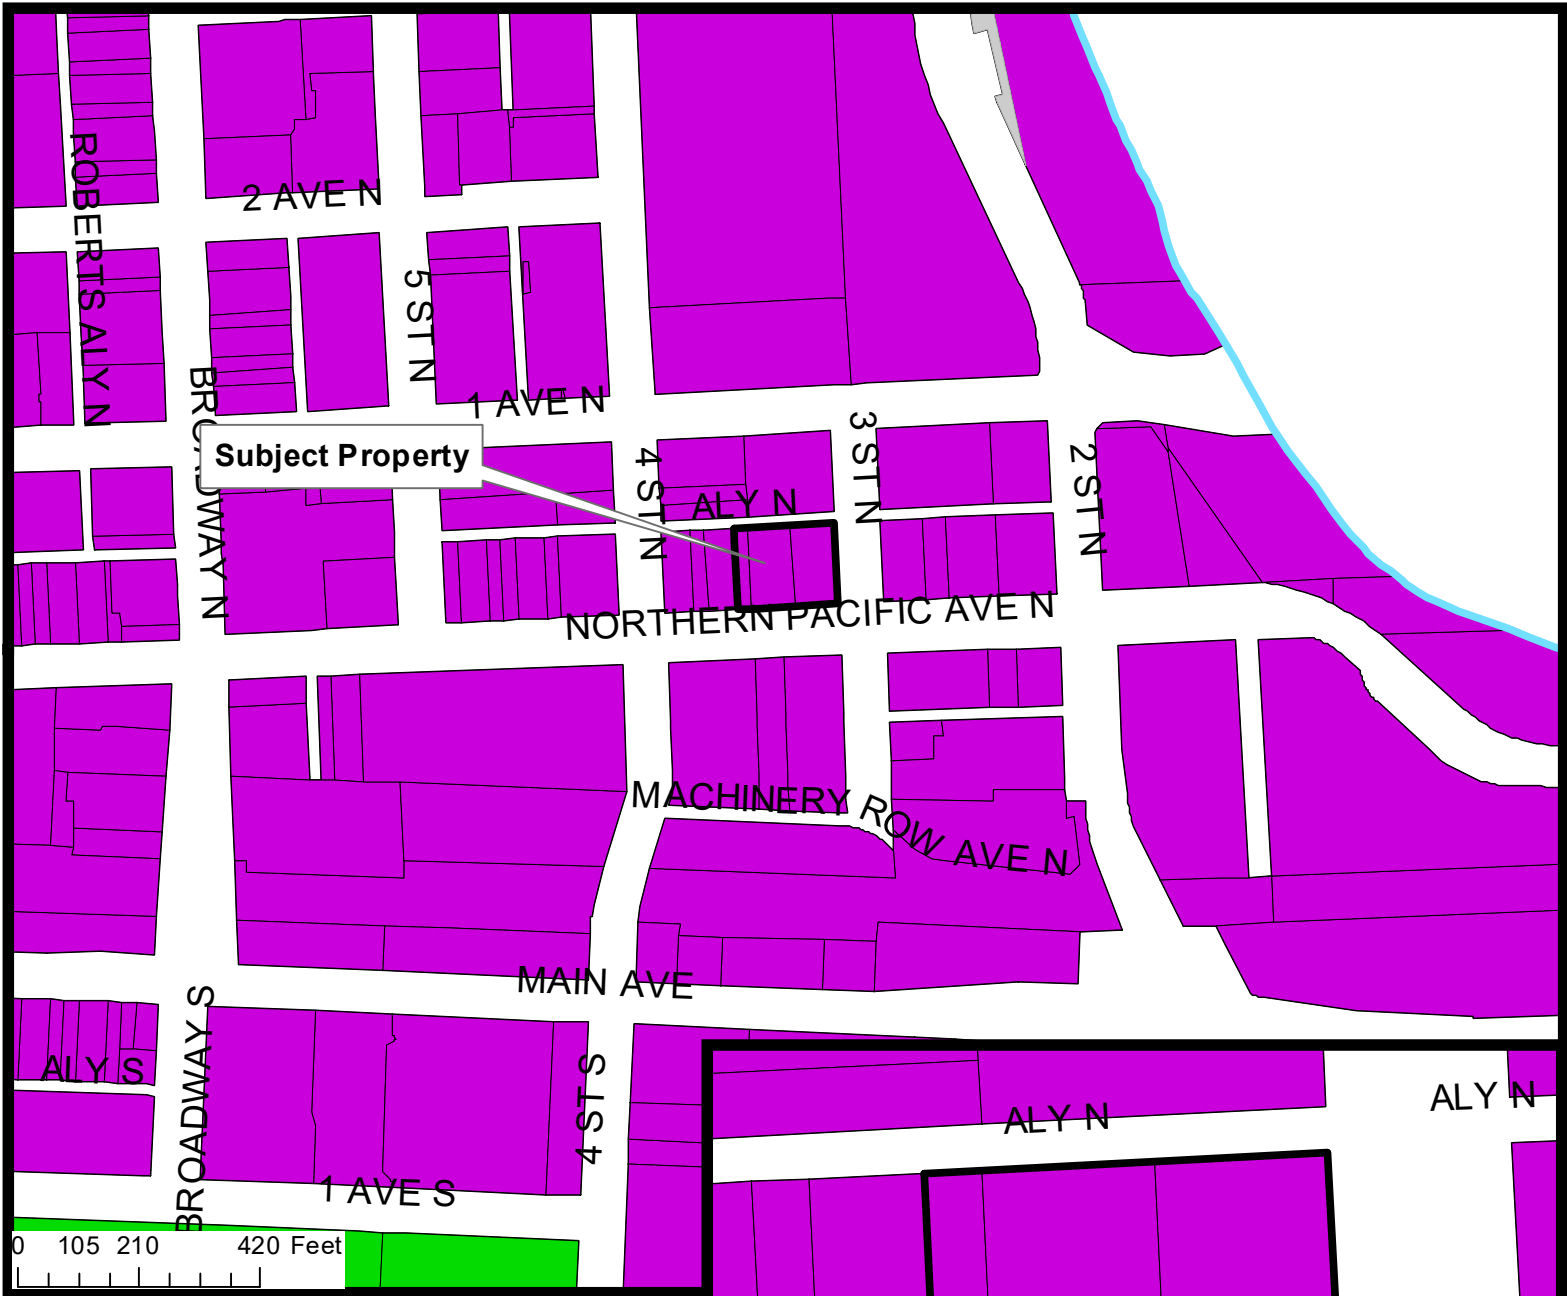 ROBERTS ALY N
2 AVE N
5 ST N
BROADWAY N
1 AVE N
Subject Property
4 ST N
3 ST N
2 ST N
ALY N
NORTHERN PACIFIC AVE N
MACHINERY ROW AVE N
MAIN AVE
BROADWAY S
ALY S
4 ST S
1 AVE S
ALY N
ALY N
0 105 210 420 Feet